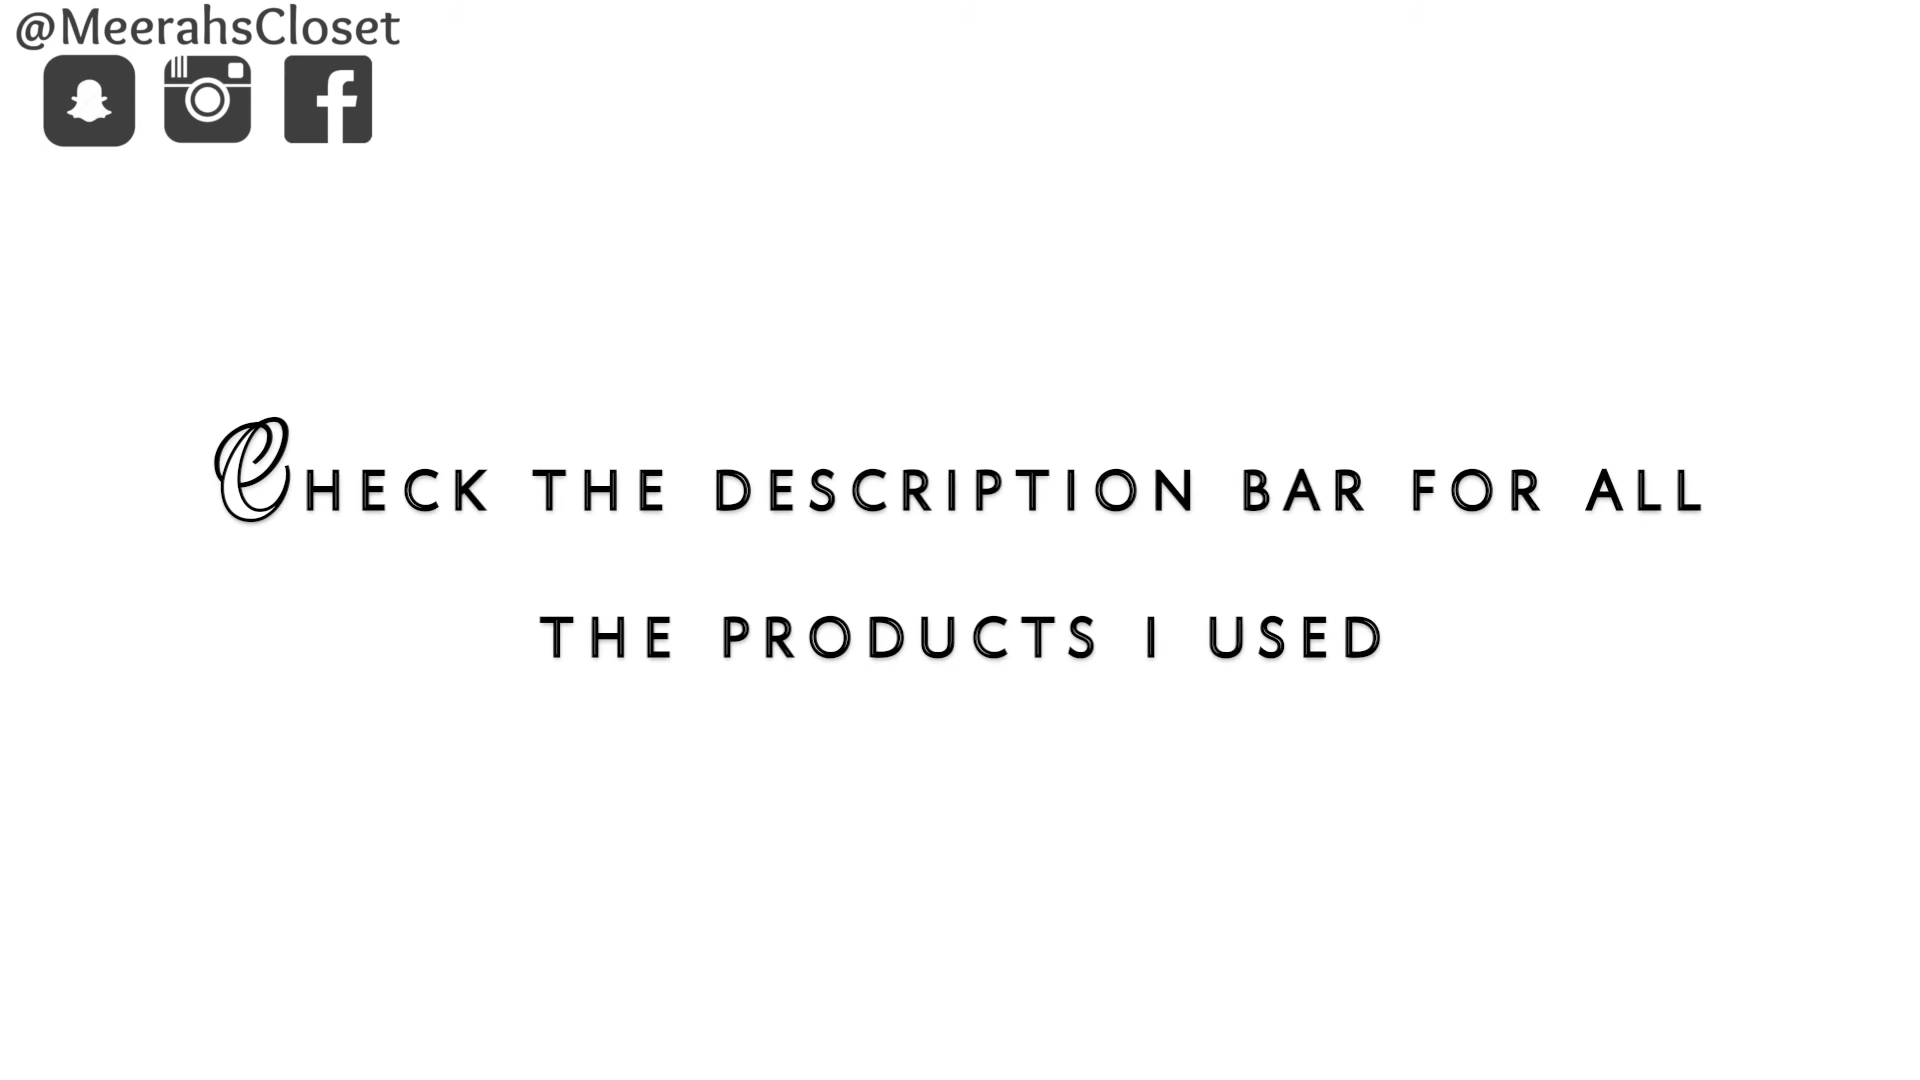 @MeerahsCloset
CHECK THE DESCRIPTION BAR FOR ALL
THE PRODUCTS I USED